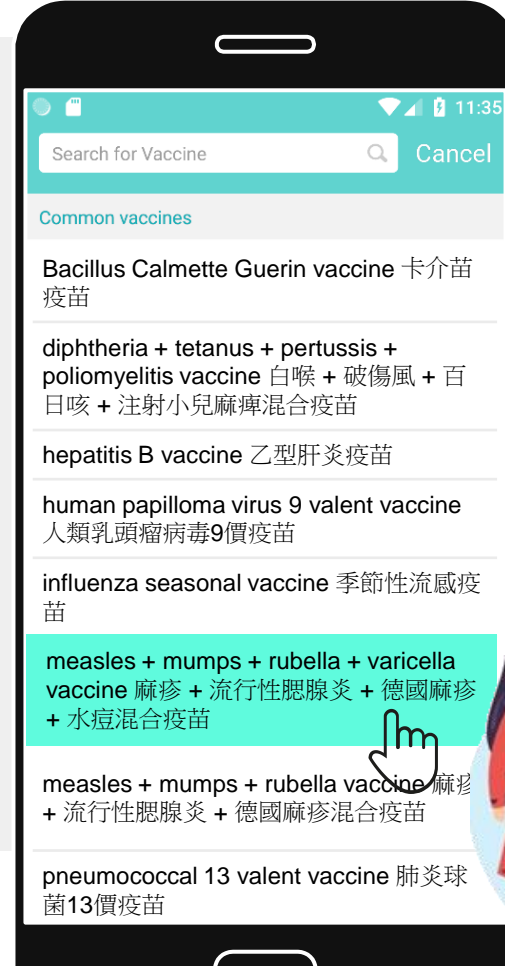 11:35
Search for Vaccine Cancel
Common vaccines
Bacillus Calmette Guerin vaccine 卡介苗
疫苗
diphtheria + tetanus + pertussis +
poliomyelitis vaccine 白喉 + 破傷風 + 百
日咳 + 注射小兒麻痺混合疫苗
hepatitis B vaccine 乙型肝炎疫苗
human papilloma virus 9 valent vaccine
人類乳頭瘤病毒9價疫苗
influenza seasonal vaccine 季節性流感疫
苗
measles + mumps + rubella + varicella
vaccine 麻疹 + 流行性腮腺炎 + 德國麻疹
+ 水痘混合疫苗
measles + mumps + rubella vaccine 麻疹
+ 流行性腮腺炎 + 德國麻疹混合疫苗
pneumococcal 13 valent vaccine 肺炎球
菌13價疫苗